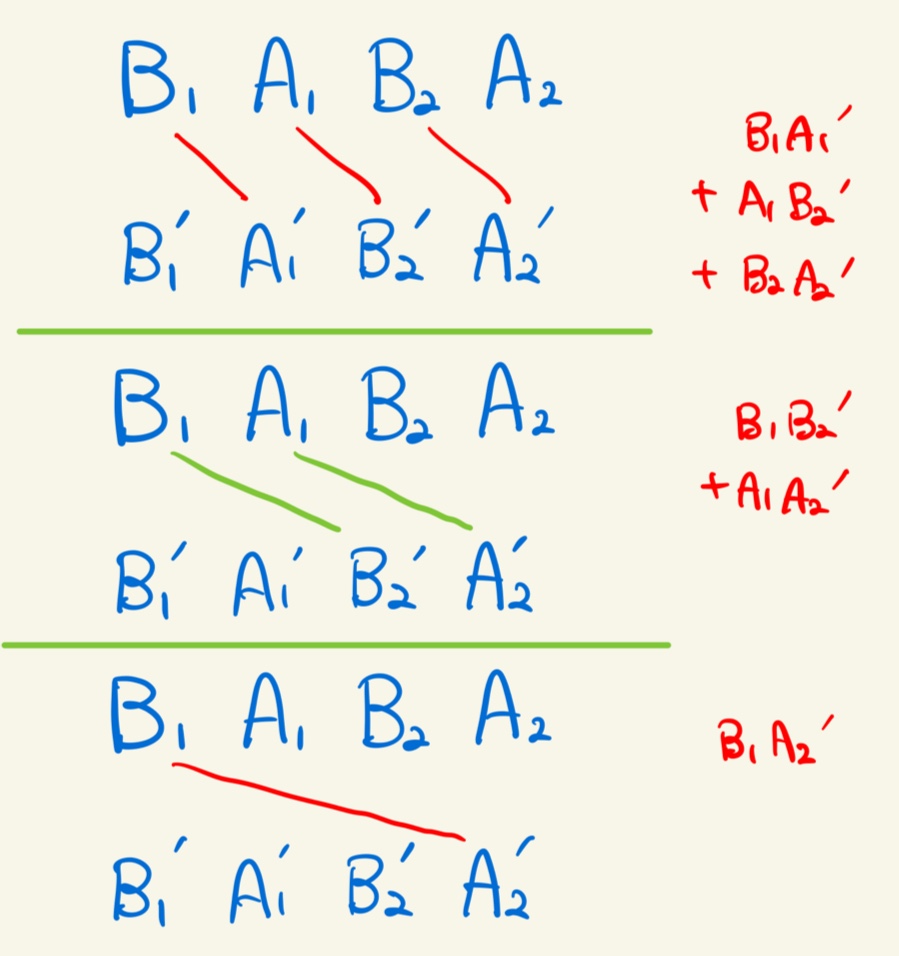 B₁ A₁ B₂ A₂
B₁′ A₁′ B₂′ A₂′
B₁A₁′
+ A₁B₂′
+ B₂A₂′
B₁ A₁ B₂ A₂
B₁′ A₁′ B₂′ A₂′
B₁B₂′
+A₁A₂′
B₁ A₁ B₂ A₂
B₁′ A₁′ B₂′ A₂′
B₁A₂′